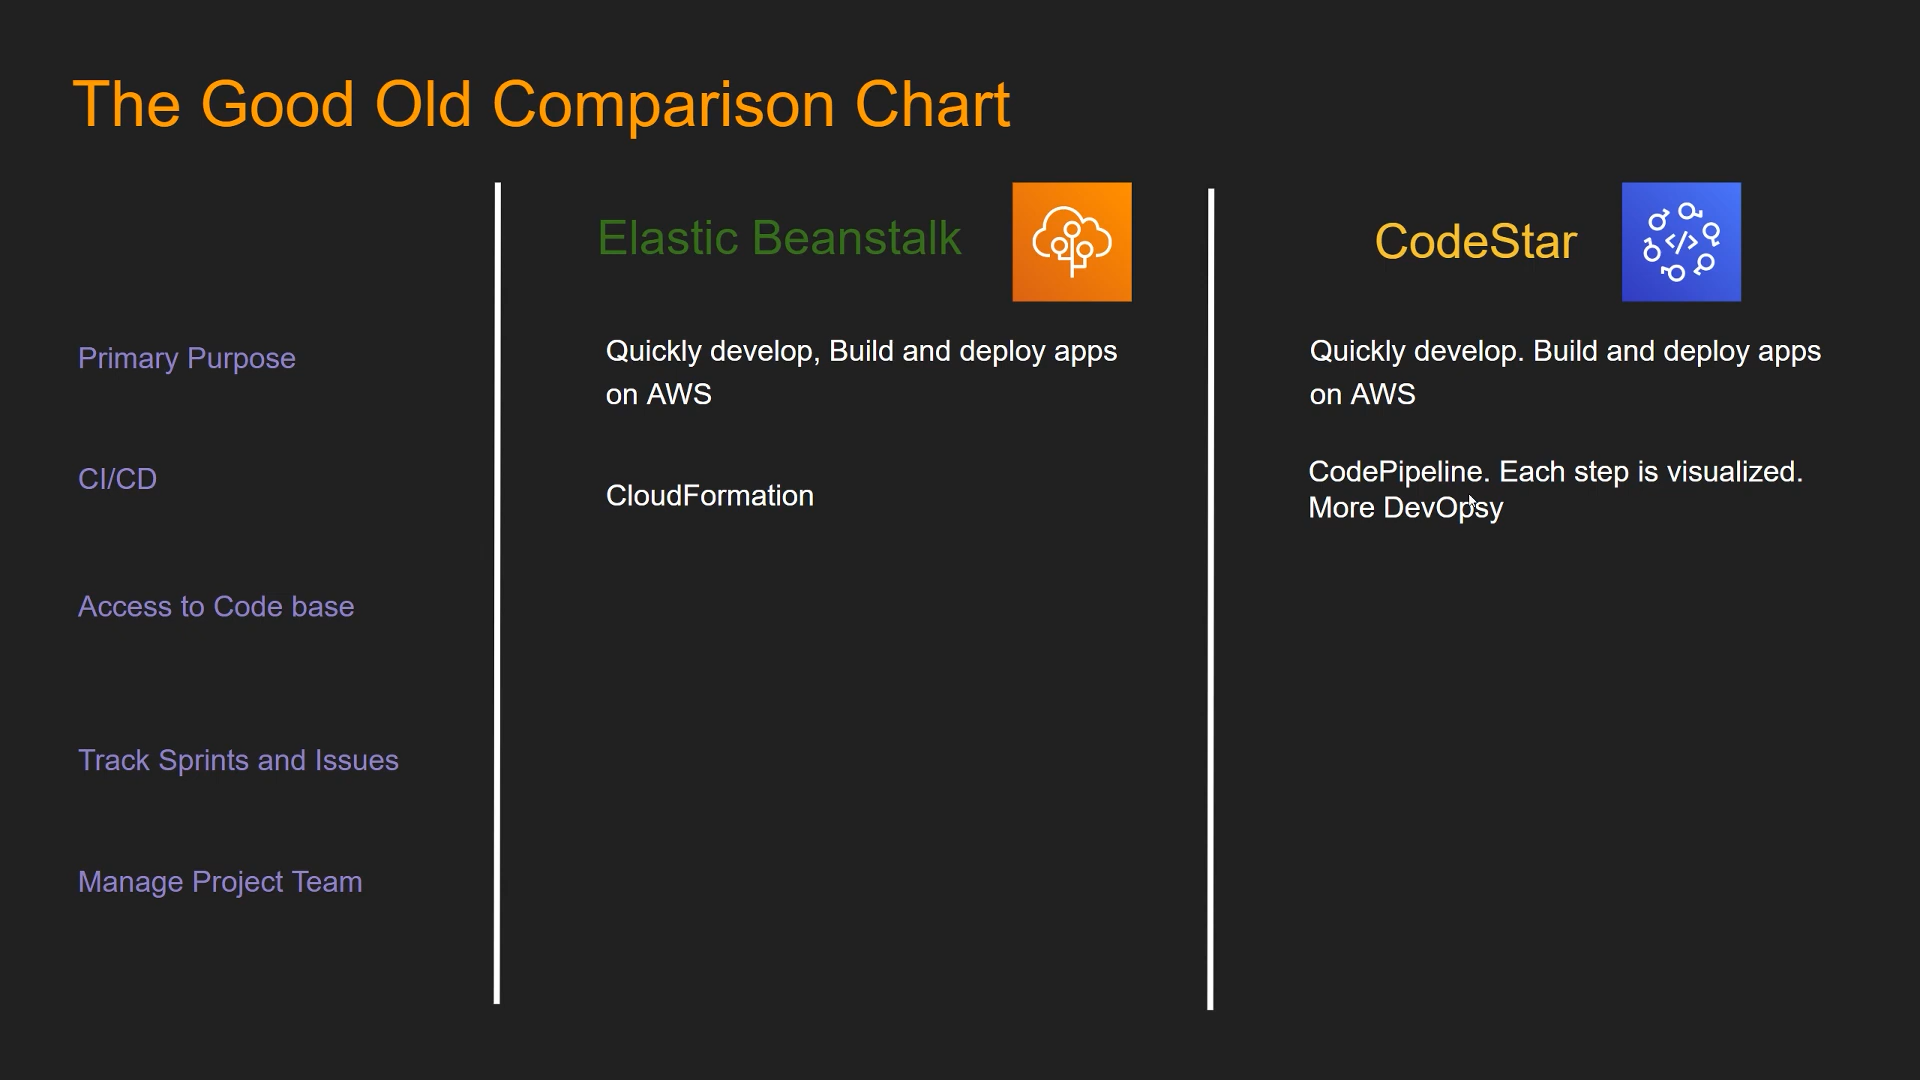 The Good Old Comparison Chart
Elastic Beanstalk
CodeStar
</>
Primary Purpose
Quickly develop, Build and deploy apps
on AWS
Quickly develop. Build and deploy apps
on AWS
CI/CD
CloudFormation
CodePipeline. Each step is visualized.
More DevOpsy
Access to Code base
Track Sprints and Issues
Manage Project Team